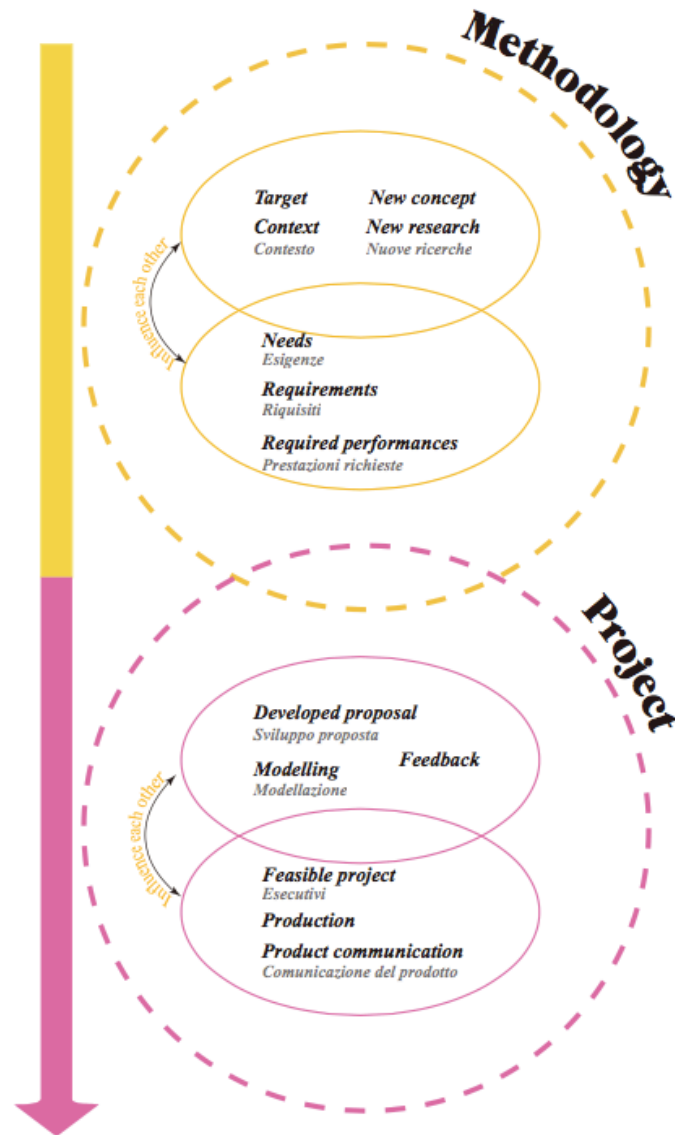 Methodology
Target New concept
Context New research
Contesto Nuove ricerche
Influence each other
Needs
Esigenze
Requirements
Riquisiti
Required performances
Prestazioni richieste
Project
Developed proposal
Sviluppo proposta
Feedback
Modelling
Modellazione
Influence each other
Feasible project
Esecutivi
Production
Product communication
Comunicazione del prodotto